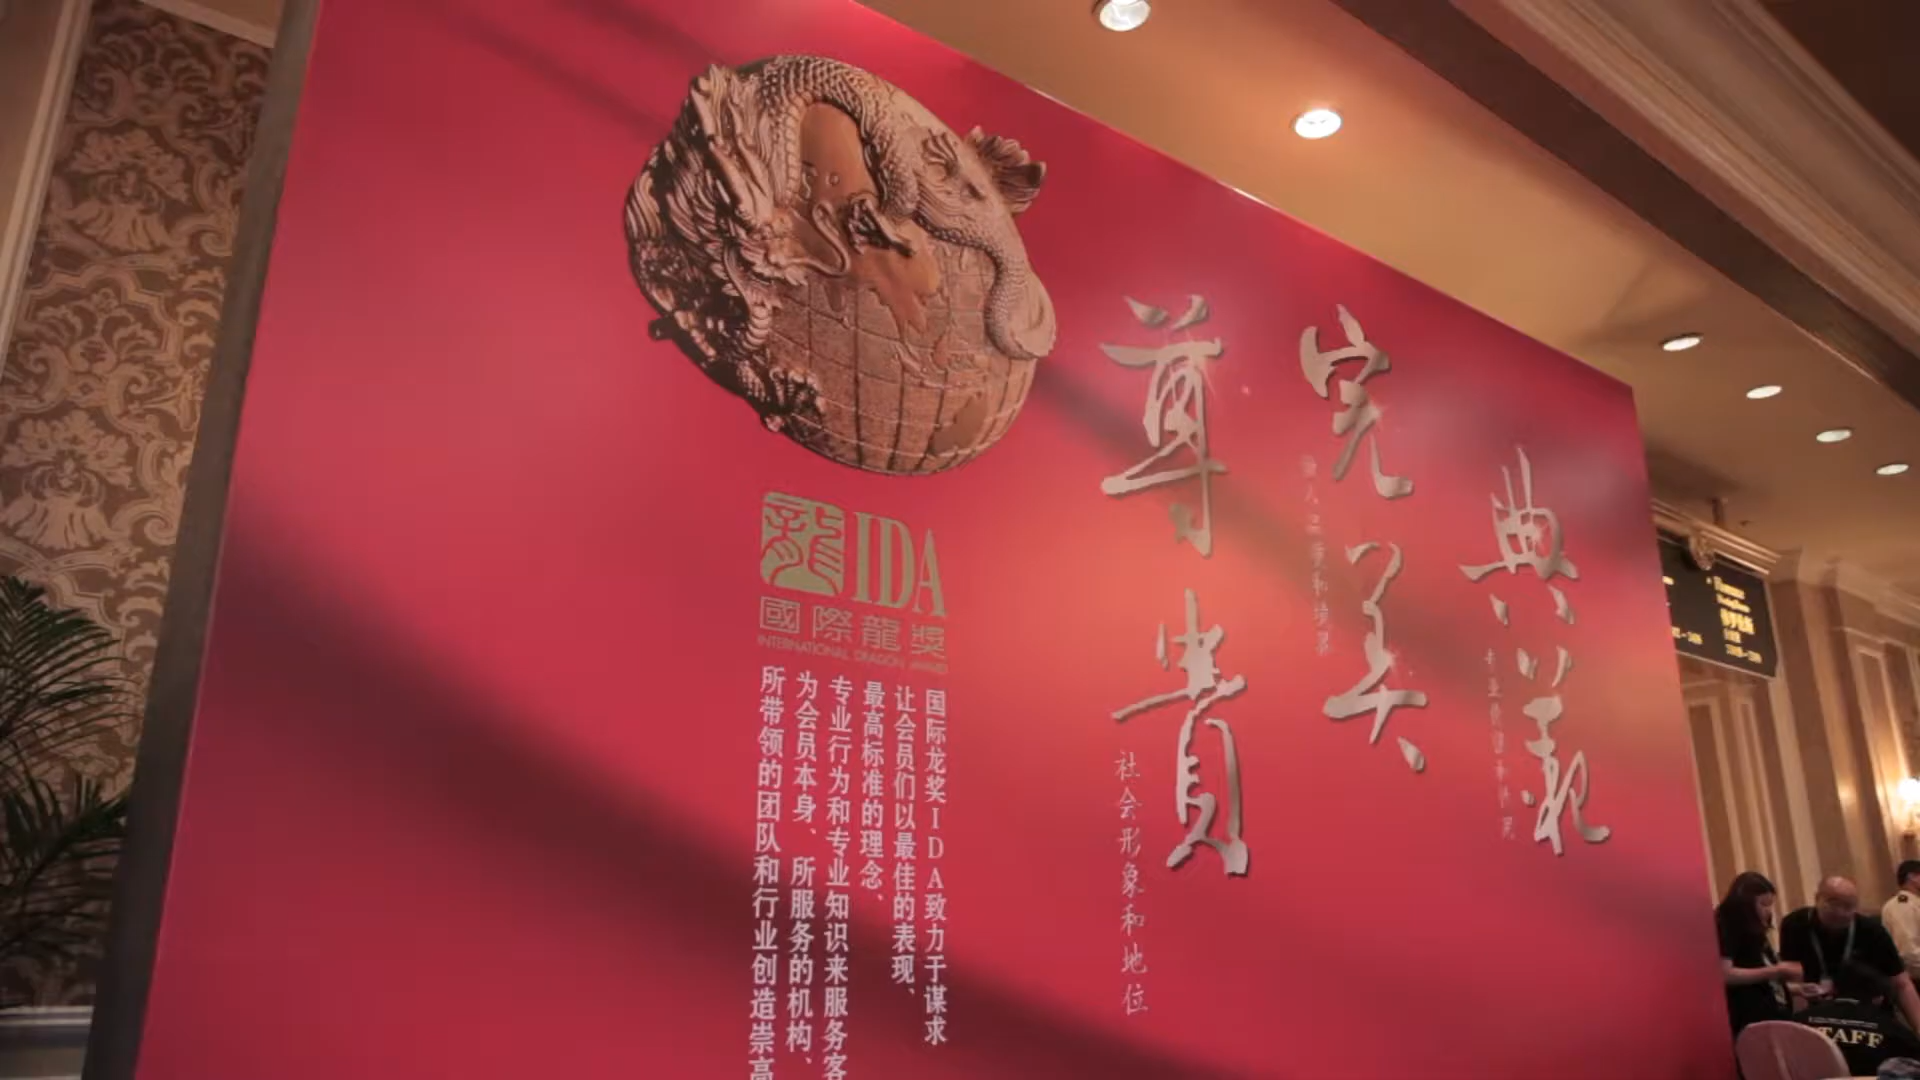 典範
完美
尊貴
社会形象和地位
龍 IDA
國際龍獎
INTERNATIONAL DRAGON AWARD
国际龙奖IDA致力于谋求
让会员们以最佳的表现、
最高标准的理念、
专业行为和专业知识来服务客
为会员本身、所服务的机构、
所带领的团队和行业创造崇高
STAFF